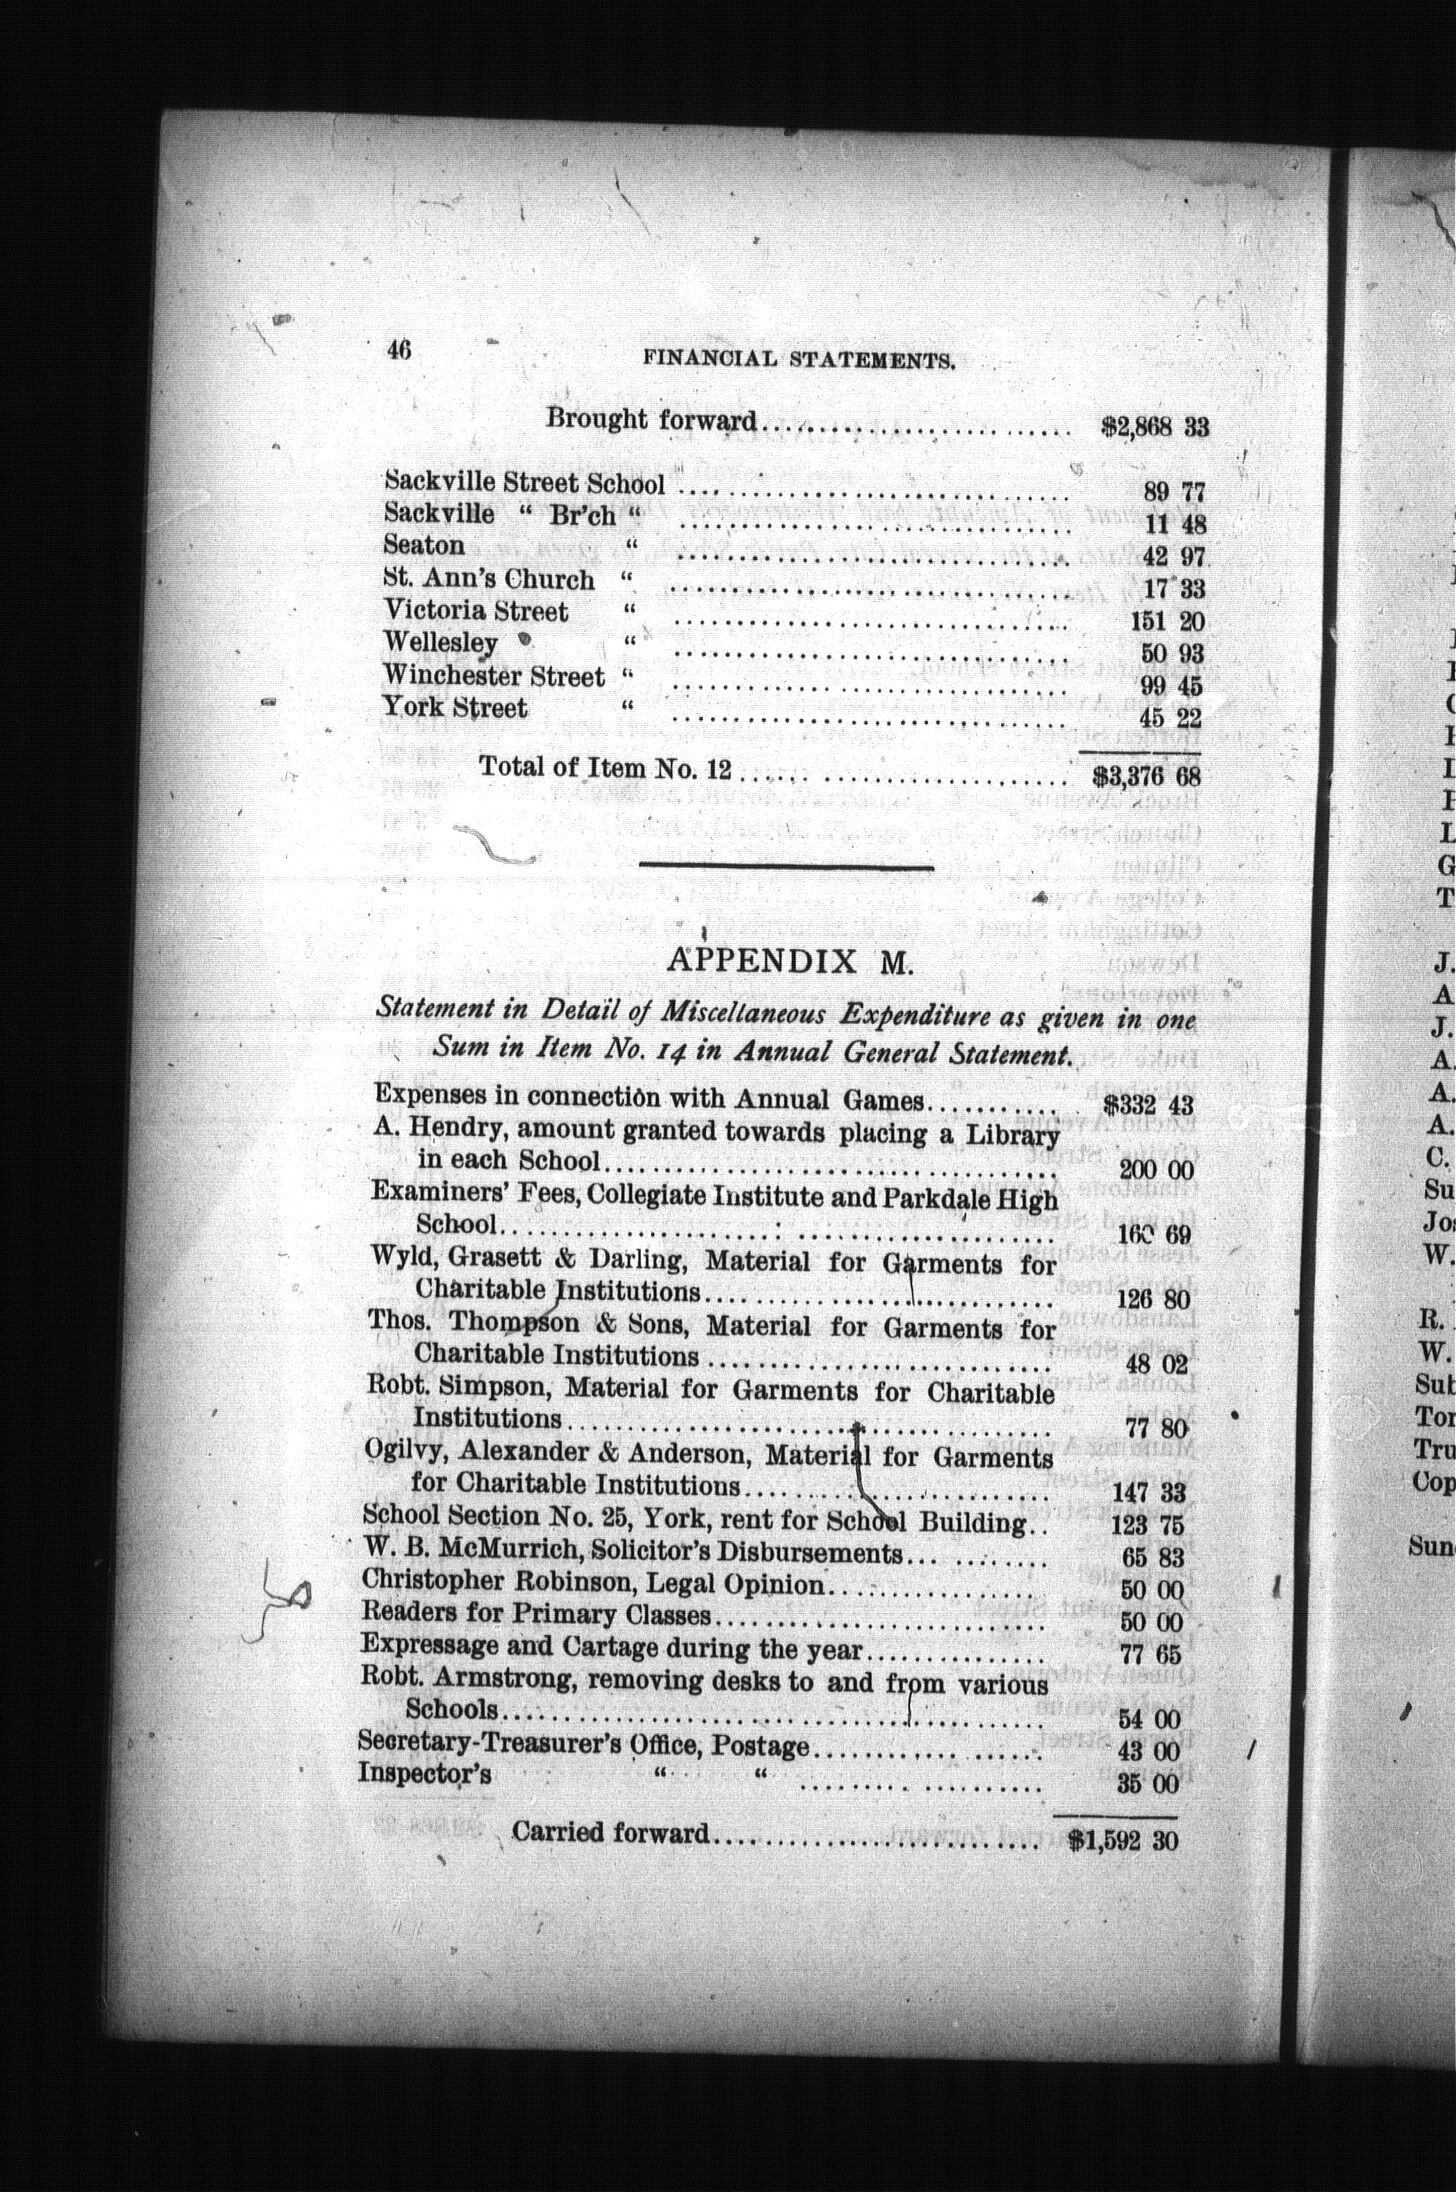 46
FINANCIAL STATEMENTS.
Brought forward........................... $2,868 33
Sackville Street School ........................... 89 77
Sackville “ Br'ch “ ........................... 11 48
Seaton “ ........................... 42 97
St. Ann's Church “ ........................... 17 33
Victoria Street “ ........................... 151 20
Wellesley “ ........................... 50 93
Winchester Street “ ........................... 99 45
York Street “ ........................... 45 22
Total of Item No. 12 ........................... $3,376 68
APPENDIX M.
Statement in Detail of Miscellaneous Expenditure as given in one
Sum in Item No. 14 in Annual General Statement.
Expenses in connection with Annual Games........... $332 43
A. Hendry, amount granted towards placing a Library
in each School........................... 200 00
Examiners' Fees, Collegiate Institute and Parkdale High
School........................... 160 69
Wyld, Grasett & Darling, Material for Garments for
Charitable Institutions........................... 126 80
Thos. Thompson & Sons, Material for Garments for
Charitable Institutions ........................... 48 02
Robt. Simpson, Material for Garments for Charitable
Institutions........................... 77 80
Ogilvy, Alexander & Anderson, Material for Garments
for Charitable Institutions........................... 147 33
School Section No. 25, York, rent for School Building.. 123 75
W. B. McMurrich, Solicitor's Disbursements........... 65 83
Christopher Robinson, Legal Opinion................. 50 00
Readers for Primary Classes........................... 50 00
Expressage and Cartage during the year............... 77 65
Robt. Armstrong, removing desks to and from various
Schools........................... 54 00
Secretary-Treasurer's Office, Postage............... 43 00
Inspector's “ “ ................. 35 00
Carried forward........................... $1,592 30